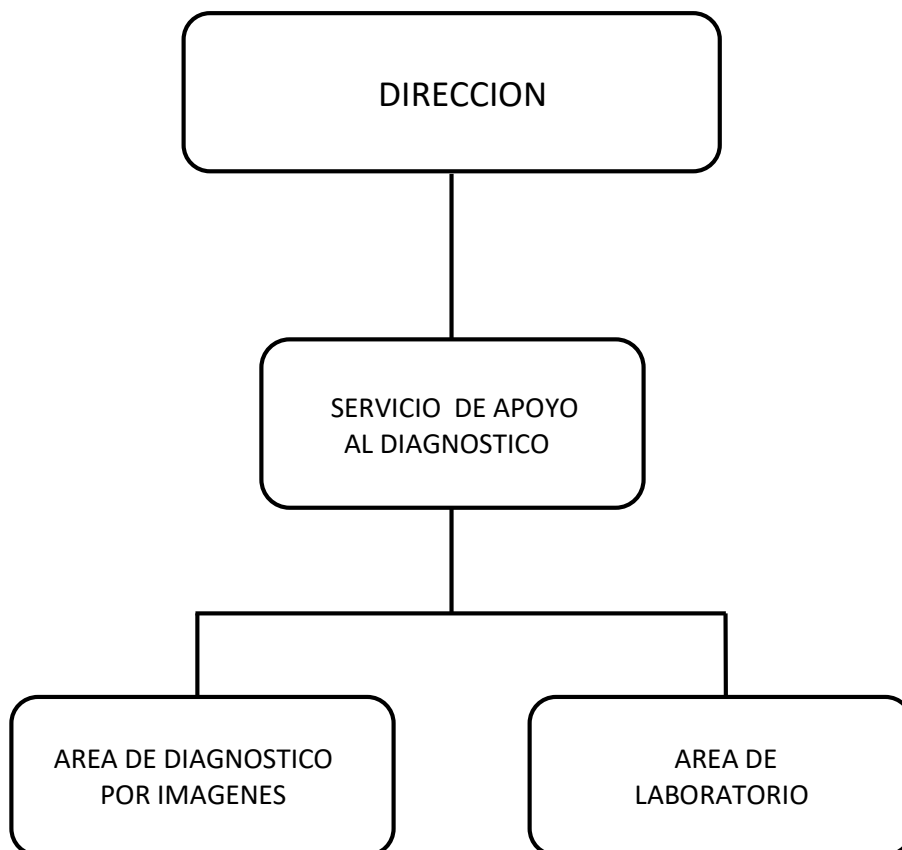 DIRECCION
SERVICIO DE APOYO
AL DIAGNOSTICO
AREA DE DIAGNOSTICO
POR IMAGENES
AREA DE
LABORATORIO